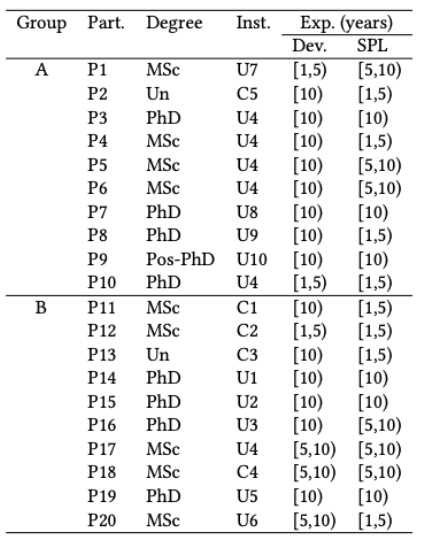 Group Part. Degree Inst. Exp. (years)
Dev. SPL
A P1 MSc U7 [1,5) [5,10)
P2 Un C5 [10) [1,5)
P3 PhD U4 [10) [10)
P4 MSc U4 [10) [1,5)
P5 MSc U4 [10) [5,10)
P6 MSc U4 [10) [5,10)
P7 PhD U8 [10) [10)
P8 PhD U9 [10) [1,5)
P9 Pos-PhD U10 [10) [10)
P10 PhD U4 [1,5) [1,5)
B P11 MSc C1 [10) [1,5)
P12 MSc C2 [1,5) [1,5)
P13 Un C3 [10) [1,5)
P14 PhD U1 [10) [10)
P15 PhD U2 [10) [10)
P16 PhD U3 [10) [5,10)
P17 MSc U4 [5,10) [5,10)
P18 MSc C4 [5,10) [5,10)
P19 PhD U5 [10) [10)
P20 MSc U6 [5,10) [1,5)